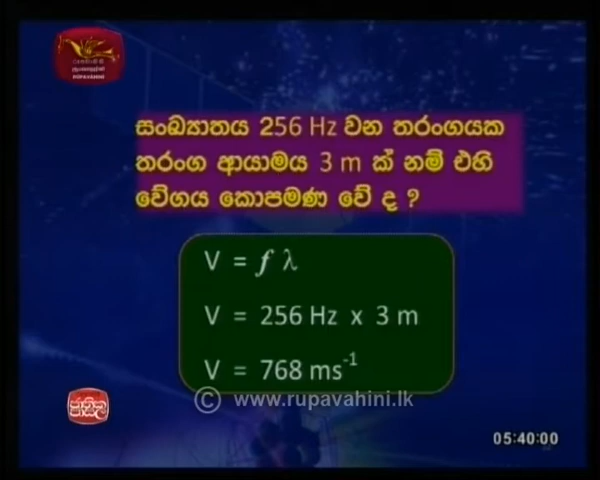 RUPAVAHINI
සංඛ්‍යාතය 256 Hz වන තරංගයක
තරංග ආයාමය 3 m ක් නම් එහි
වේගය කොපමණ වේ ද ?
V = f λ
V = 256 Hz x 3 m
V = 768 ms⁻¹
© www.rupavahini.lk
05:40:00